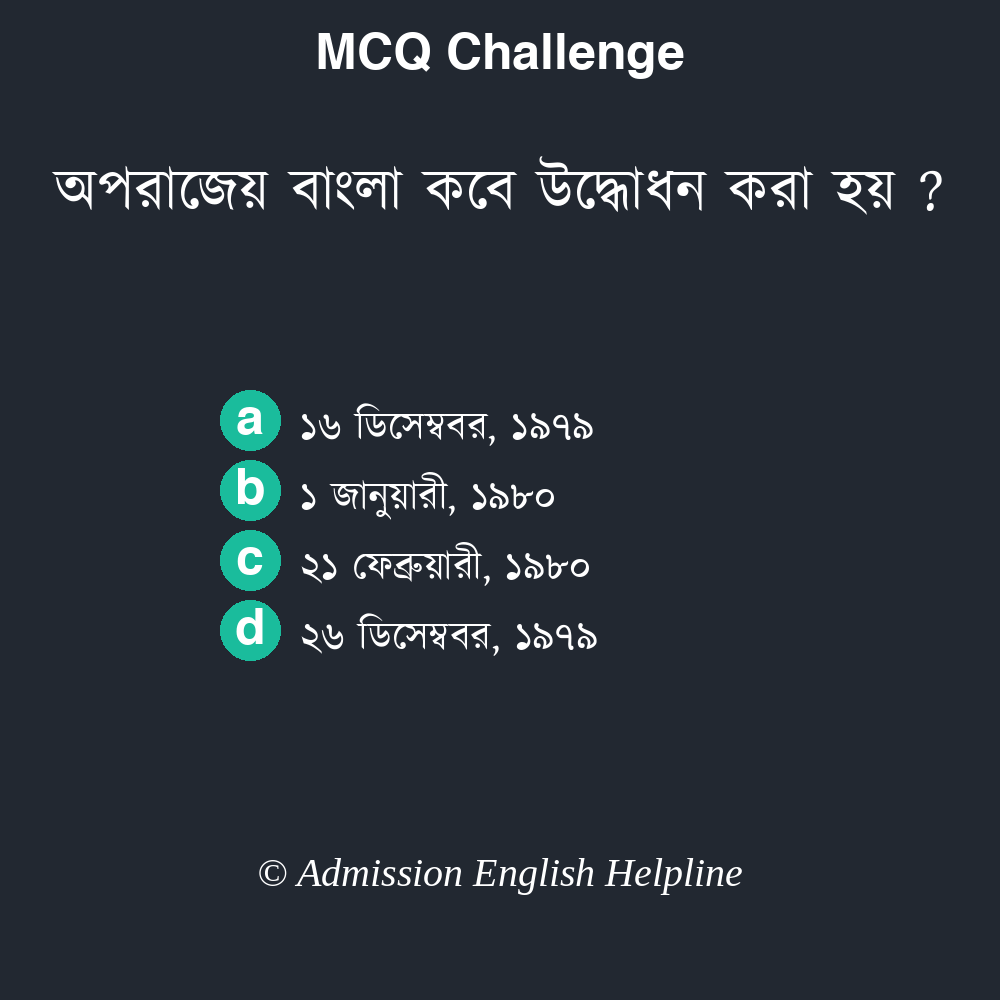 MCQ Challenge
অপরাজেয় বাংলা কবে উদ্ধোধন করা হয় ?
a ১৬ ডিসেম্বর, ১৯৭৯
b ১ জানুয়ারী, ১৯৮০
c ২১ ফেব্রুয়ারী, ১৯৮০
d ২৬ ডিসেম্বর, ১৯৭৯
© Admission English Helpline